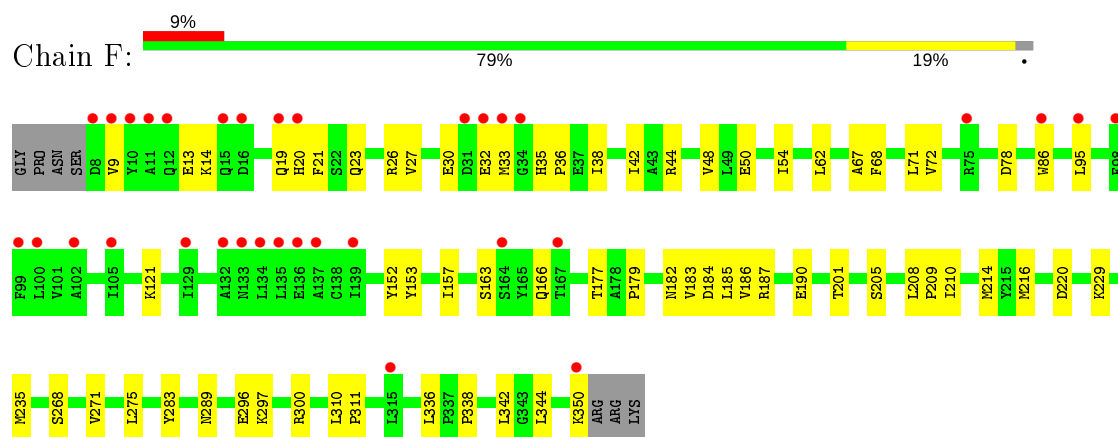 9%
Chain F:
79% 19% •
GLY PRO ASN SER D8 V9 Y10 A11 Q12 E13 K14 Q15 D16 Q19 H20 F21 S22 Q23 R26 V27 E30 D31 E32 M33 G34 H35 P36 E37 I38 I42 A43 R44 V48 L49 E50 I54 L62 A67 F68 L71 V72 R75 D78 W86 L95 E98
F99 L100 V101 A102 I105 K121 I129 A132 N133 L134 L135 E136 A137 C138 I139 Y152 Y153 I157 S163 S164 Y165 Q166 T167 T177 A178 P179 N182 V183 D184 L185 V186 R187 E190 T201 S205 L208 P209 I210 M214 Y215 M216 D220 K229
M235 S268 V271 L275 Y283 N289 E296 K297 R300 L310 P311 L315 L336 P337 P338 L342 G343 L344 K350 ARG ARG LYS